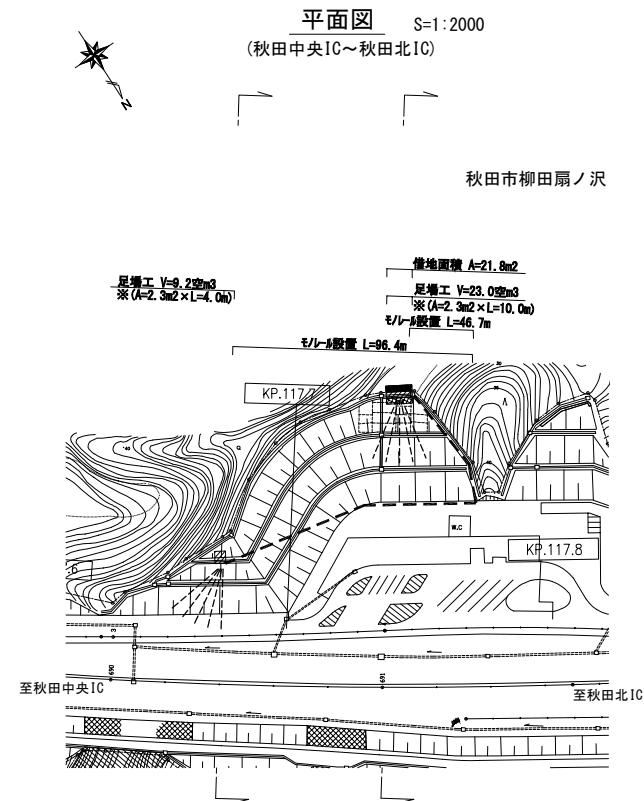 平面図 S=1:2000
(秋田中央IC～秋田北IC)
N
秋田市柳田扇ノ沢
借地面積 A=21.8m2
足場工 V=9.2空m3
※(A=2.3m2×L=4.0m)
足場工 V=23.0空m3
※(A=2.3m2×L=10.0m)
ﾓﾉﾚｰﾙ設置 L=46.7m
ﾓﾉﾚｰﾙ設置 L=96.4m
KP.117.7
W.C
KP.117.8
.6
3
690
691
至秋田中央IC
至秋田北IC